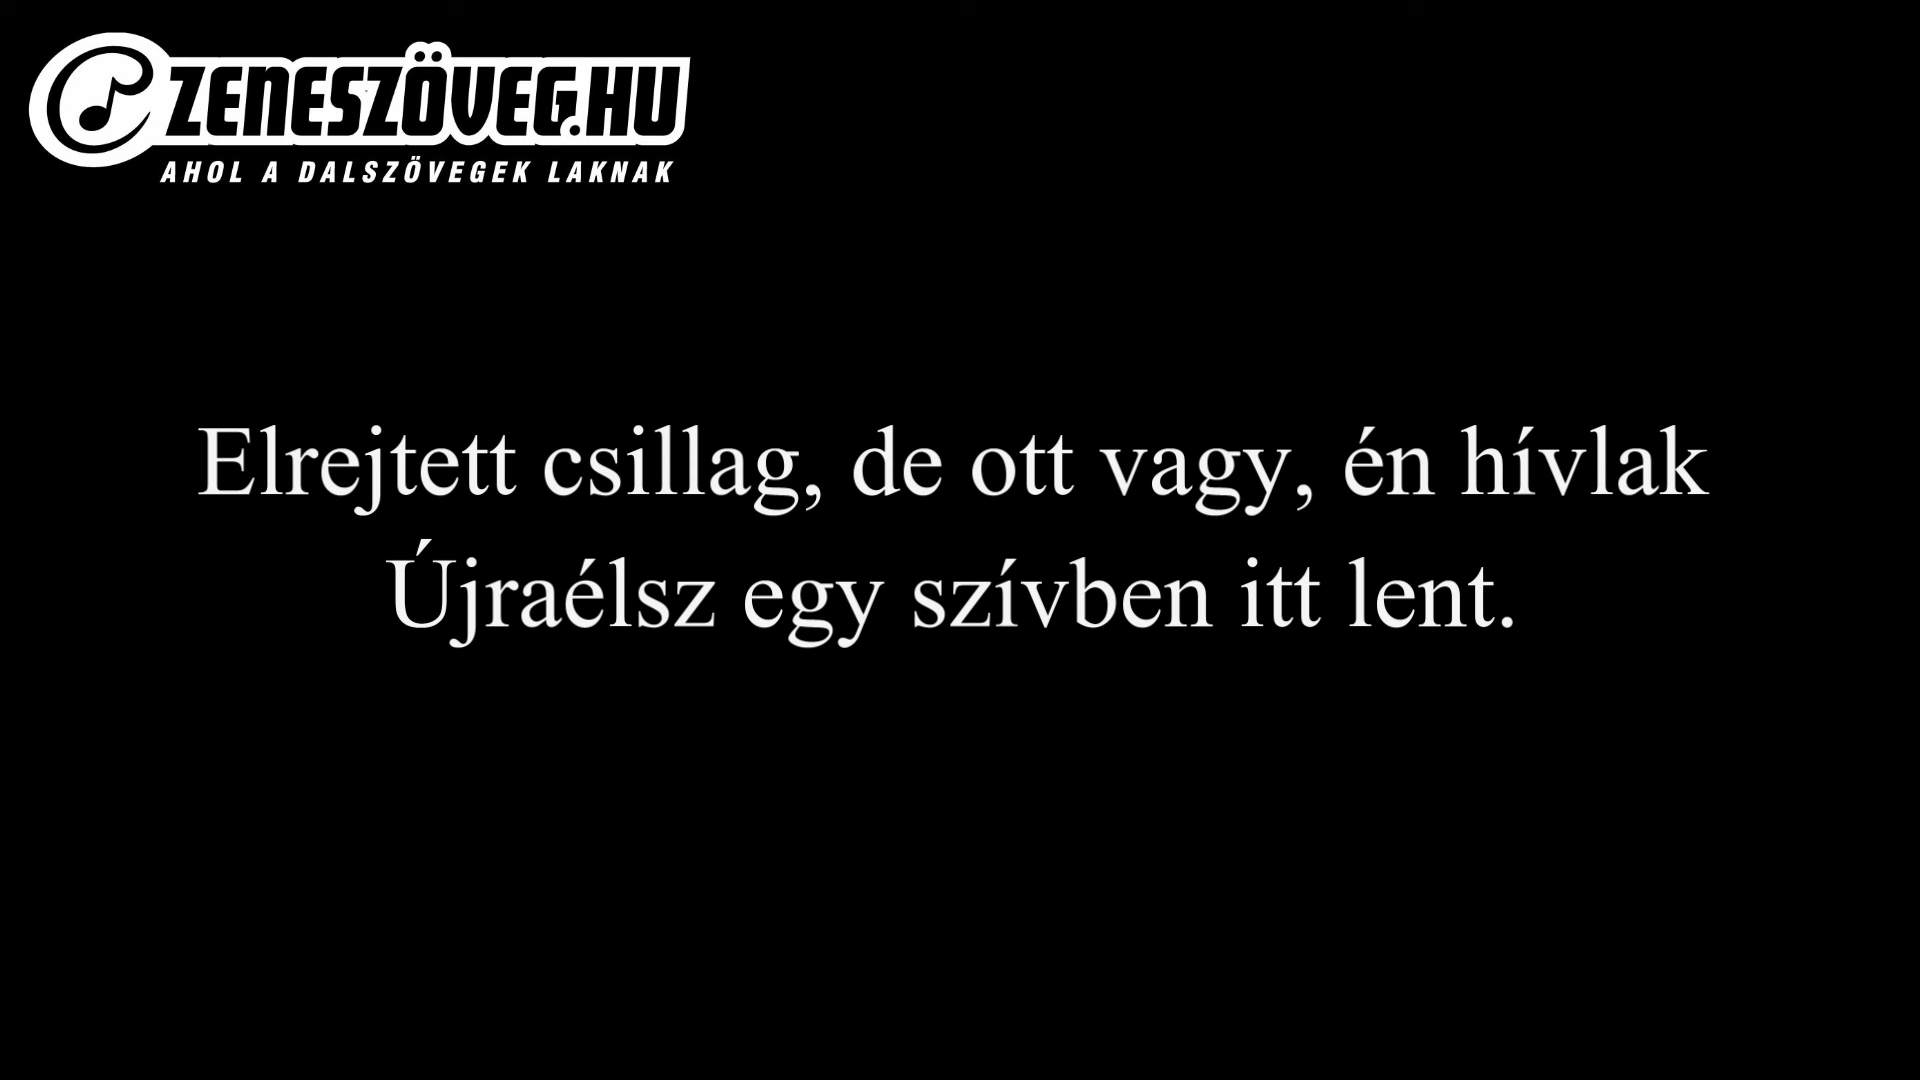 ZENESZÖVEG.HU
AHOL A DALSZÖVEGEK LAKNAK
Elrejtett csillag, de ott vagy, én hívlak
Újraélsz egy szívben itt lent.